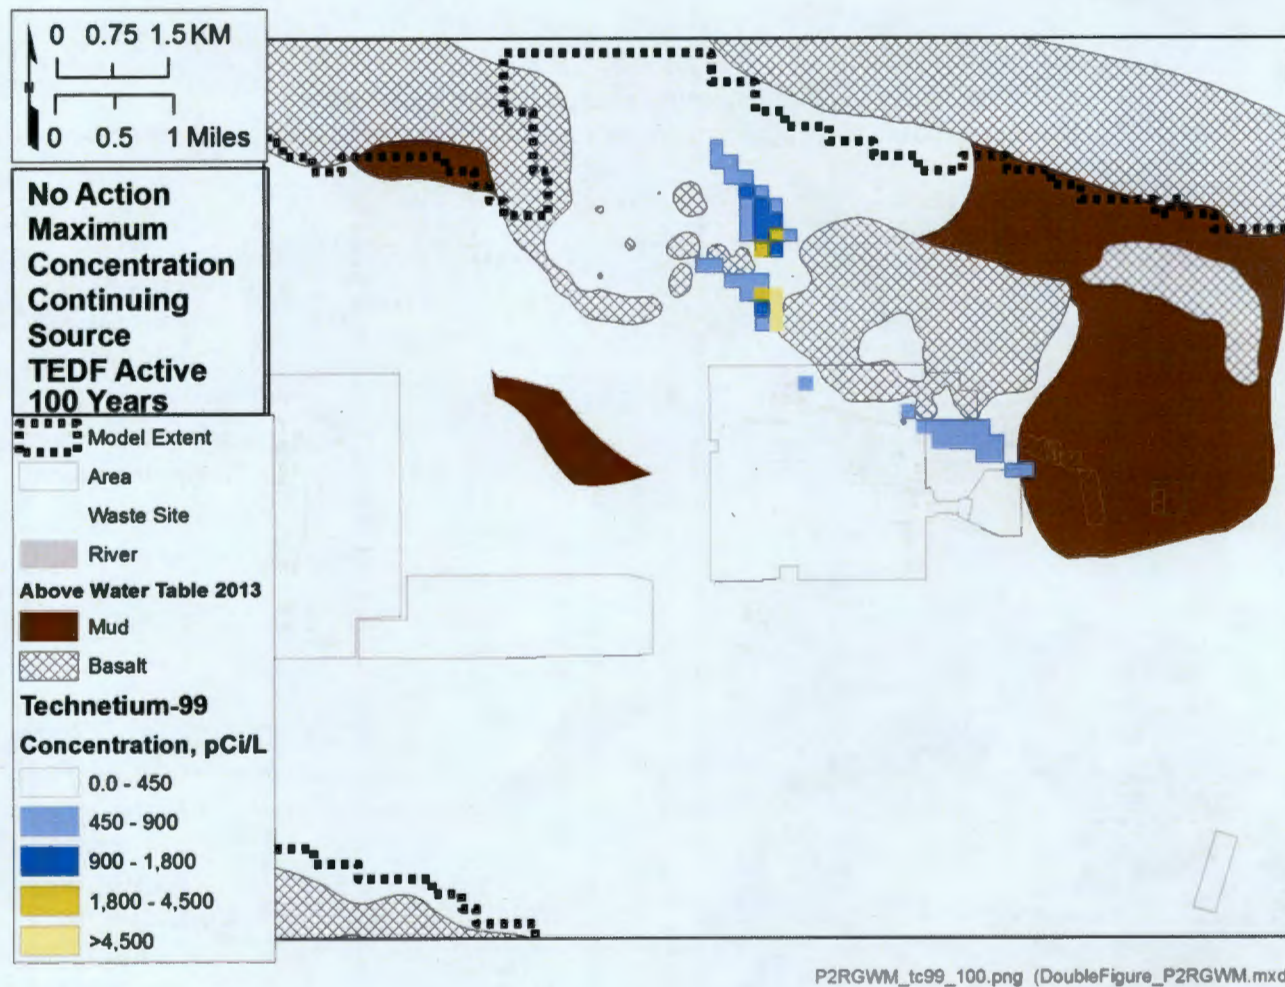 0 0.75 1.5 KM
0 0.5 1 Miles
No Action
Maximum
Concentration
Continuing
Source
TEDF Active
100 Years
Model Extent
Area
Waste Site
River
Above Water Table 2013
Mud
Basalt
Technetium-99
Concentration, pCi/L
0.0 - 450
450 - 900
900 - 1,800
1,800 - 4,500
>4,500
P2RGWM_tc99_100.png (DoubleFigure_P2RGWM.mxd